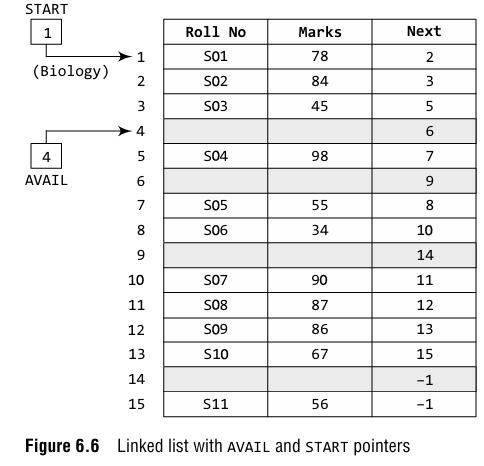 START
1
(Biology)
4
AVAIL
Roll No Marks Next
1 S01 78 2
2 S02 84 3
3 S03 45 5
4 6
5 S04 98 7
6 9
7 S05 55 8
8 S06 34 10
9 14
10 S07 90 11
11 S08 87 12
12 S09 86 13
13 S10 67 15
14 –1
15 S11 56 –1
Figure 6.6 Linked list with AVAIL and START pointers